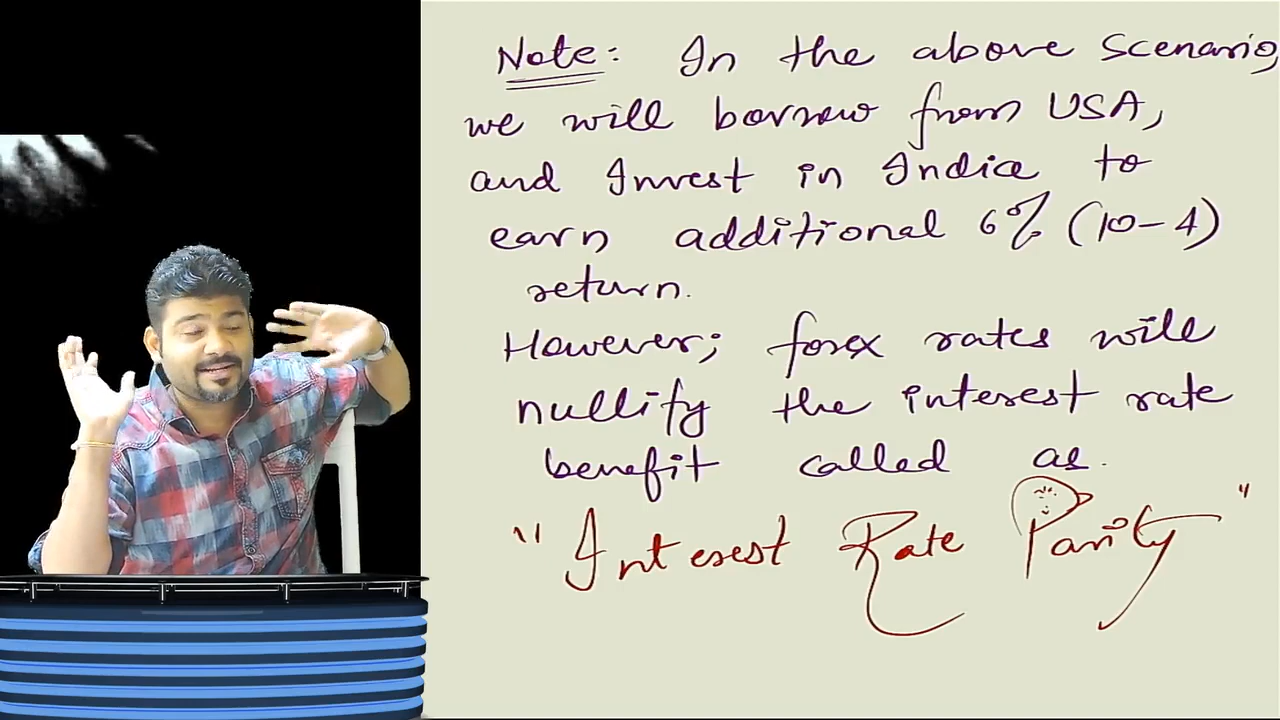 Note: In the above Scenario,
we will borrow from USA,
and Invest in India to
earn additional 6% (10-4)
return.
However; forex rates will
nullify the interest rate
benefit called as.
"Interest Rate Parity"